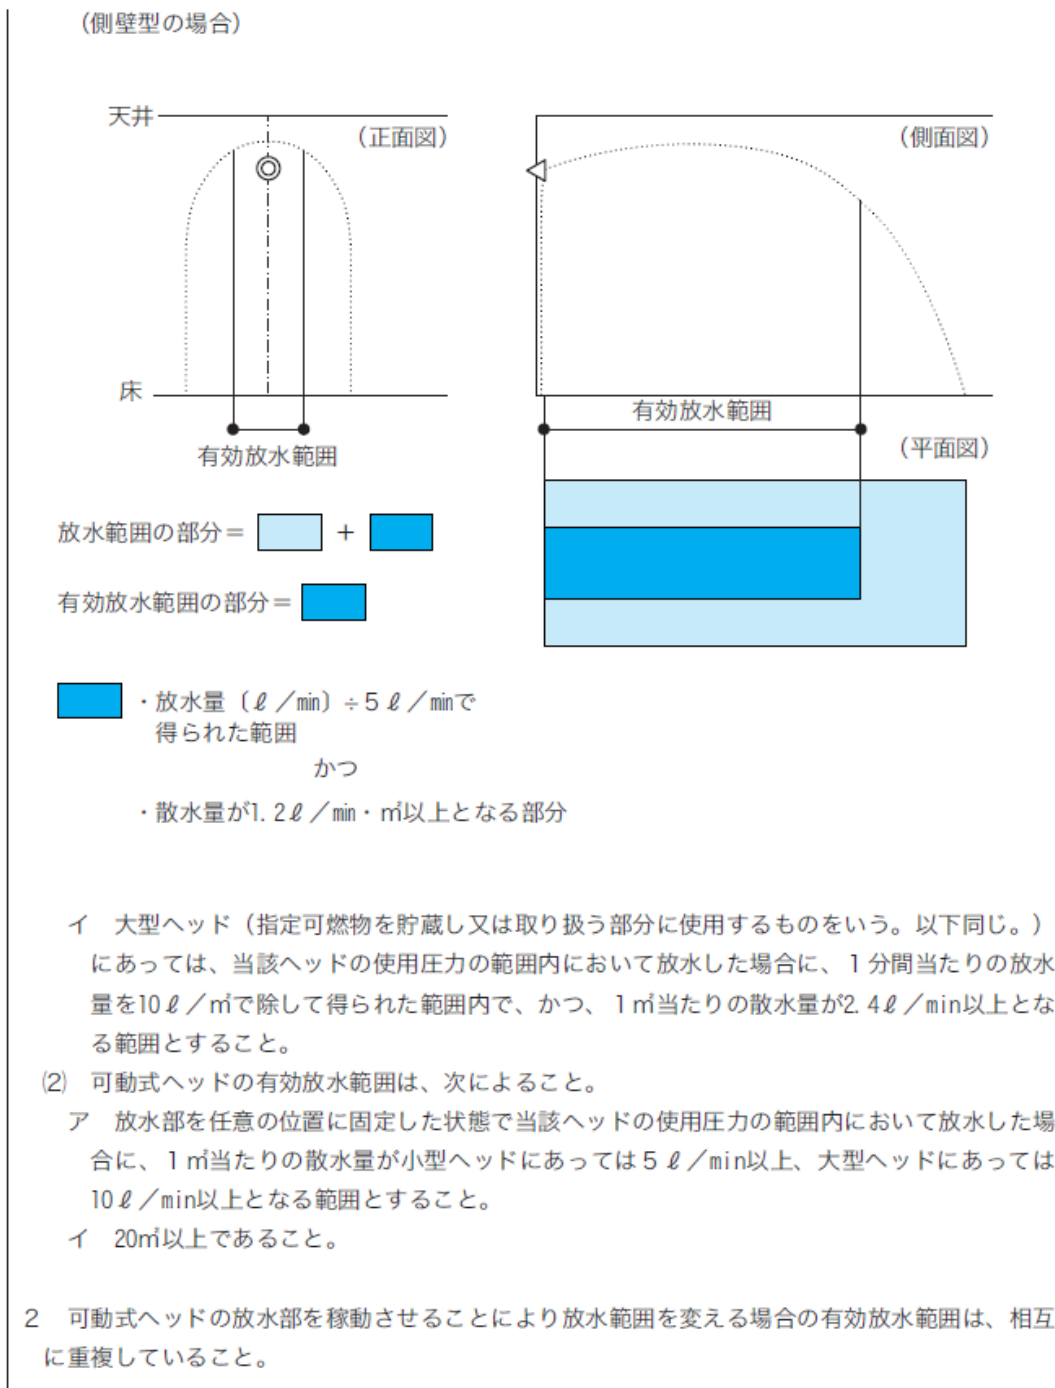 （側壁型の場合）
天井
（正面図）
（側面図）
床
有効放水範囲
有効放水範囲
（平面図）
放水範囲の部分＝ ＋
有効放水範囲の部分＝
・放水量〔ℓ／㎜〕÷５ℓ／minで
得られた範囲
かつ
・散水量が1.2ℓ／min・㎡以上となる部分
イ　大型ヘッド（指定可燃物を貯蔵し又は取り扱う部分に使用するものをいう。以下同じ。）
にあっては、当該ヘッドの使用圧力の範囲内において放水した場合に、１分間当たりの放水
量を10ℓ／㎡で除して得られた範囲内で、かつ、１㎡当たりの散水量が2.4ℓ／min以上とな
る範囲とすること。
⑵　可動式ヘッドの有効放水範囲は、次によること。
ア　放水部を任意の位置に固定した状態で当該ヘッドの使用圧力の範囲内において放水した場
合に、１㎡当たりの散水量が小型ヘッドにあっては５ℓ／min以上、大型ヘッドにあっては
10ℓ／min以上となる範囲とすること。
イ　20㎡以上であること。
２　可動式ヘッドの放水部を稼動させることにより放水範囲を変える場合の有効放水範囲は、相互
に重複していること。